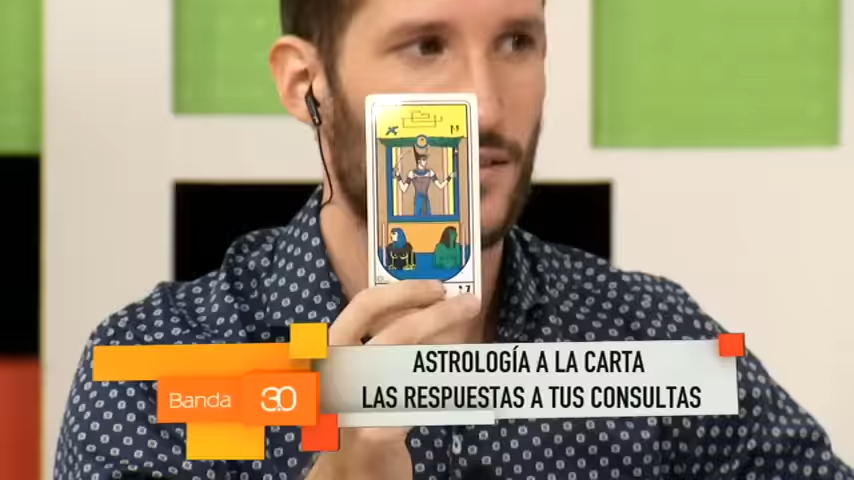 ASTROLOGÍA A LA CARTA
LAS RESPUESTAS A TUS CONSULTAS
Banda 3.0